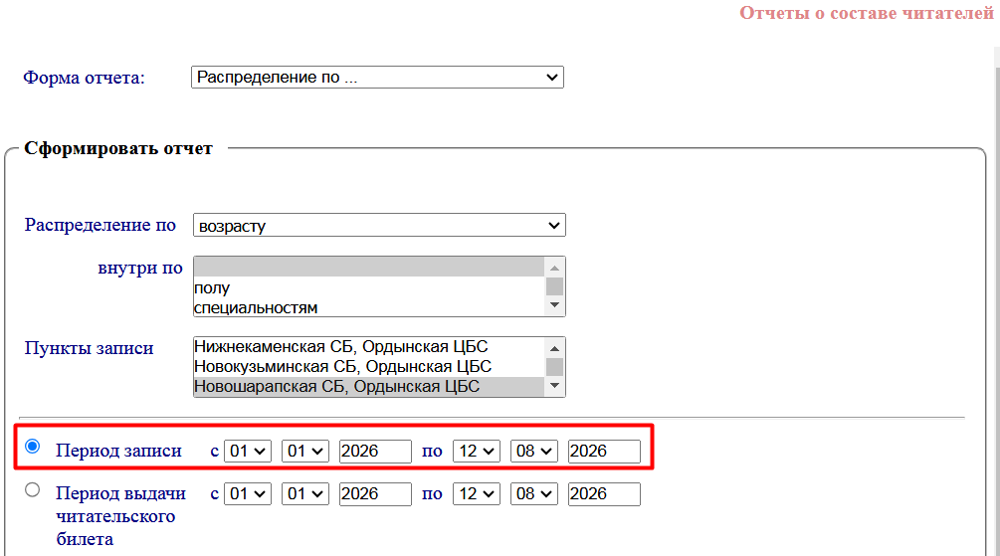 Отчеты о составе читателей
Форма отчета: Распределение по ...
Сформировать отчет
Распределение по возрасту
внутри по
полу
специальностям
Пункты записи Нижнекаменская СБ, Ордынская ЦБС
Новокузьминская СБ, Ордынская ЦБС
Новошарапская СБ, Ордынская ЦБС
Период записи с 01 01 2026 по 12 08 2026
Период выдачи с 01 01 2026 по 12 08 2026
читательского
билета